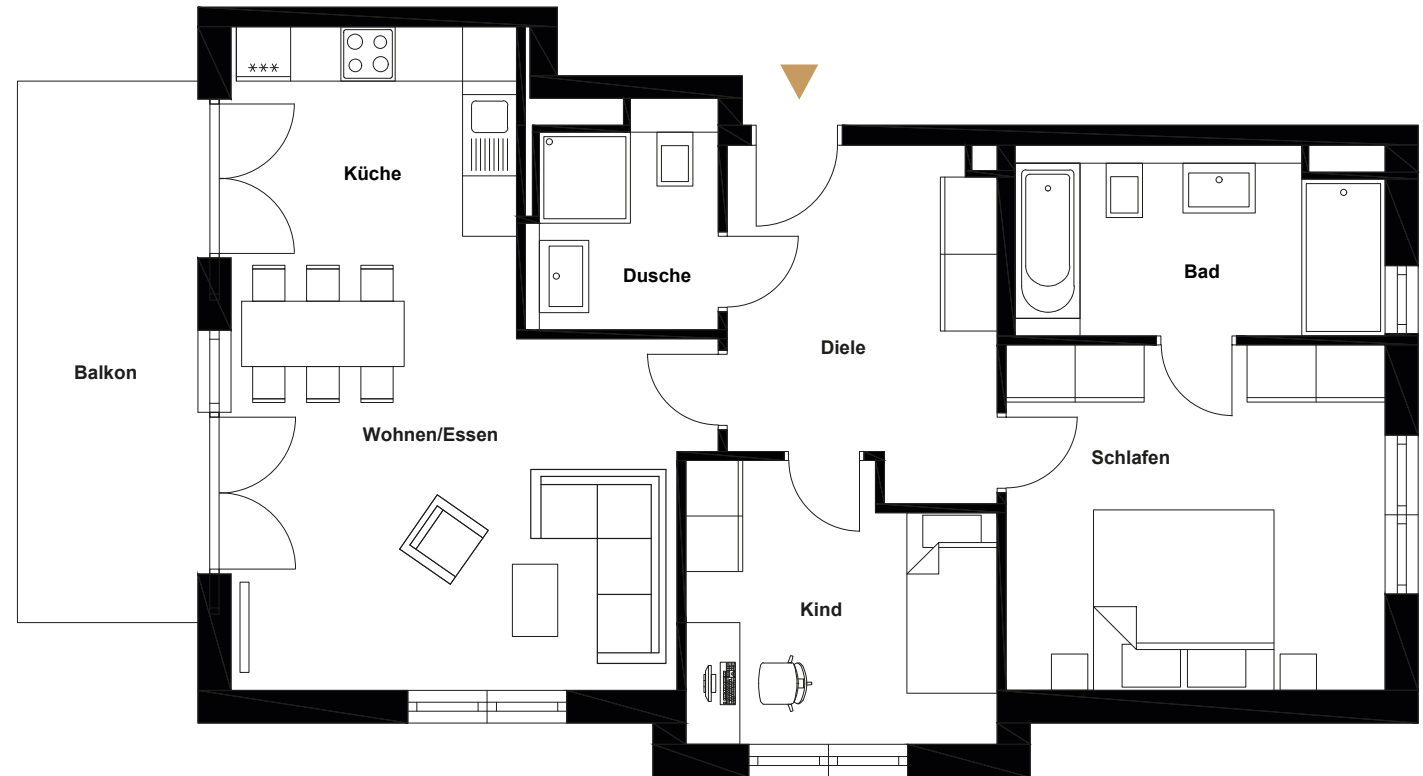 Küche
Dusche
Bad
Diele
Balkon
Wohnen/Essen
Schlafen
Kind